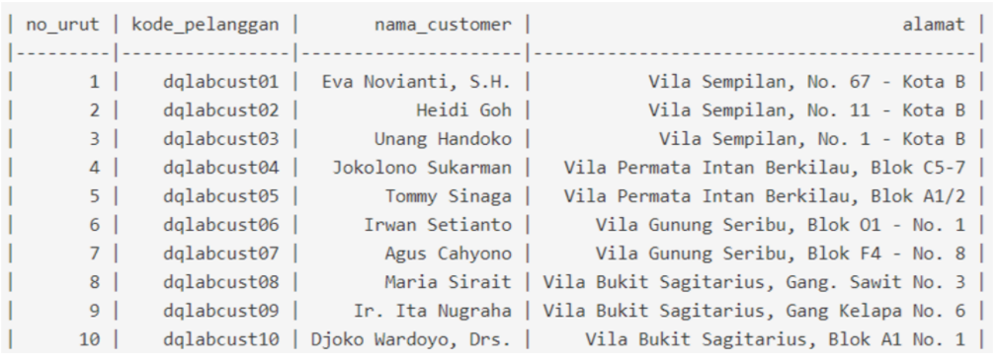 | no_urut | kode_pelanggan | nama_customer | alamat |
|---------|----------------|---------------------|------------------------------------------|
| 1 | dqlabcust01 | Eva Novianti, S.H. | Vila Sempilan, No. 67 - Kota B |
| 2 | dqlabcust02 | Heidi Goh | Vila Sempilan, No. 11 - Kota B |
| 3 | dqlabcust03 | Unang Handoko | Vila Sempilan, No. 1 - Kota B |
| 4 | dqlabcust04 | Jokolono Sukarman | Vila Permata Intan Berkilau, Blok C5-7 |
| 5 | dqlabcust05 | Tommy Sinaga | Vila Permata Intan Berkilau, Blok A1/2 |
| 6 | dqlabcust06 | Irwan Setianto | Vila Gunung Seribu, Blok O1 - No. 1 |
| 7 | dqlabcust07 | Agus Cahyono | Vila Gunung Seribu, Blok F4 - No. 8 |
| 8 | dqlabcust08 | Maria Sirait | Vila Bukit Sagitarius, Gang. Sawit No. 3 |
| 9 | dqlabcust09 | Ir. Ita Nugraha | Vila Bukit Sagitarius, Gang Kelapa No. 6 |
| 10 | dqlabcust10 | Djoko Wardoyo, Drs. | Vila Bukit Sagitarius, Blok A1 No. 1 |